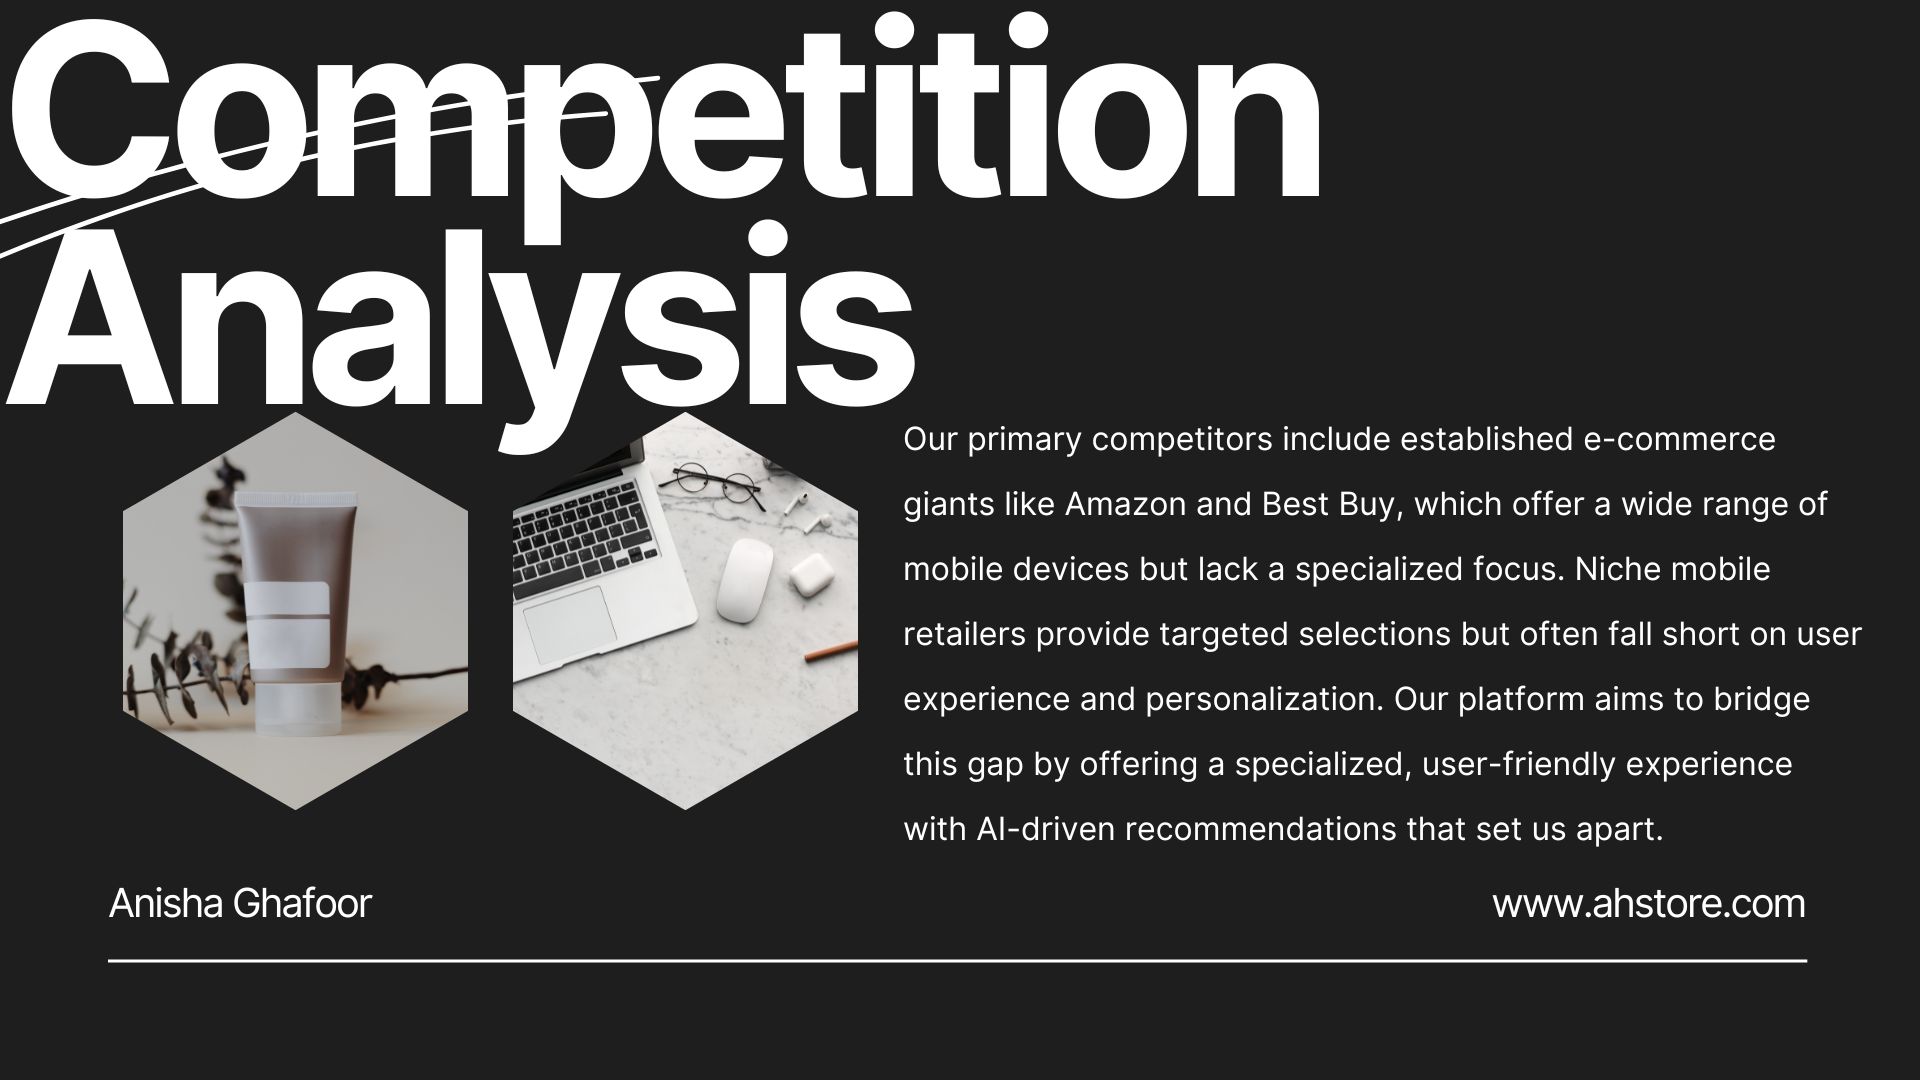 Competition
Analysis
Our primary competitors include established e-commerce
giants like Amazon and Best Buy, which offer a wide range of
mobile devices but lack a specialized focus. Niche mobile
retailers provide targeted selections but often fall short on user
experience and personalization. Our platform aims to bridge
this gap by offering a specialized, user-friendly experience
with AI-driven recommendations that set us apart.
Anisha Ghafoor
www.ahstore.com